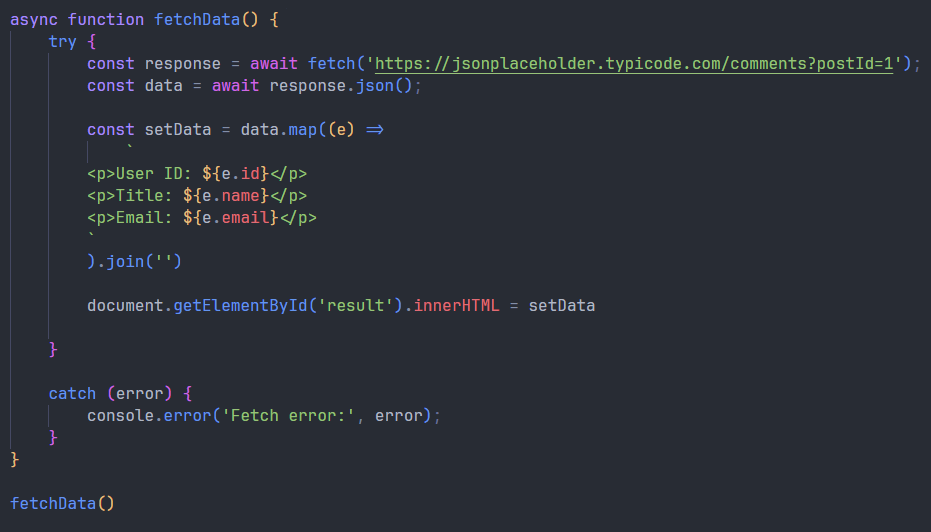 async function fetchData() {
    try {
        const response = await fetch('https://jsonplaceholder.typicode.com/comments?postId=1');
        const data = await response.json();

        const setData = data.map((e) =>
            `
        <p>User ID: ${e.id}</p>
        <p>Title: ${e.name}</p>
        <p>Email: ${e.email}</p>
        `
        ).join('')

        document.getElementById('result').innerHTML = setData

    }

    catch (error) {
        console.error('Fetch error:', error);
    }
}

fetchData()